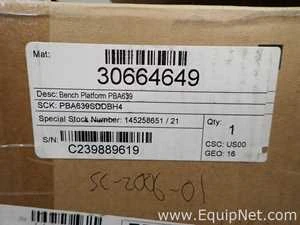 Mat:
30664649
Desc: Bench Platform PBA639
SCK: PBA639SDDBH4
Special Stock Number: 145258651 / 21
Qty:
1
S/N:
C239889619
CSC: US00
GEO: 16
SC-2006-01
www.EquipNet.com